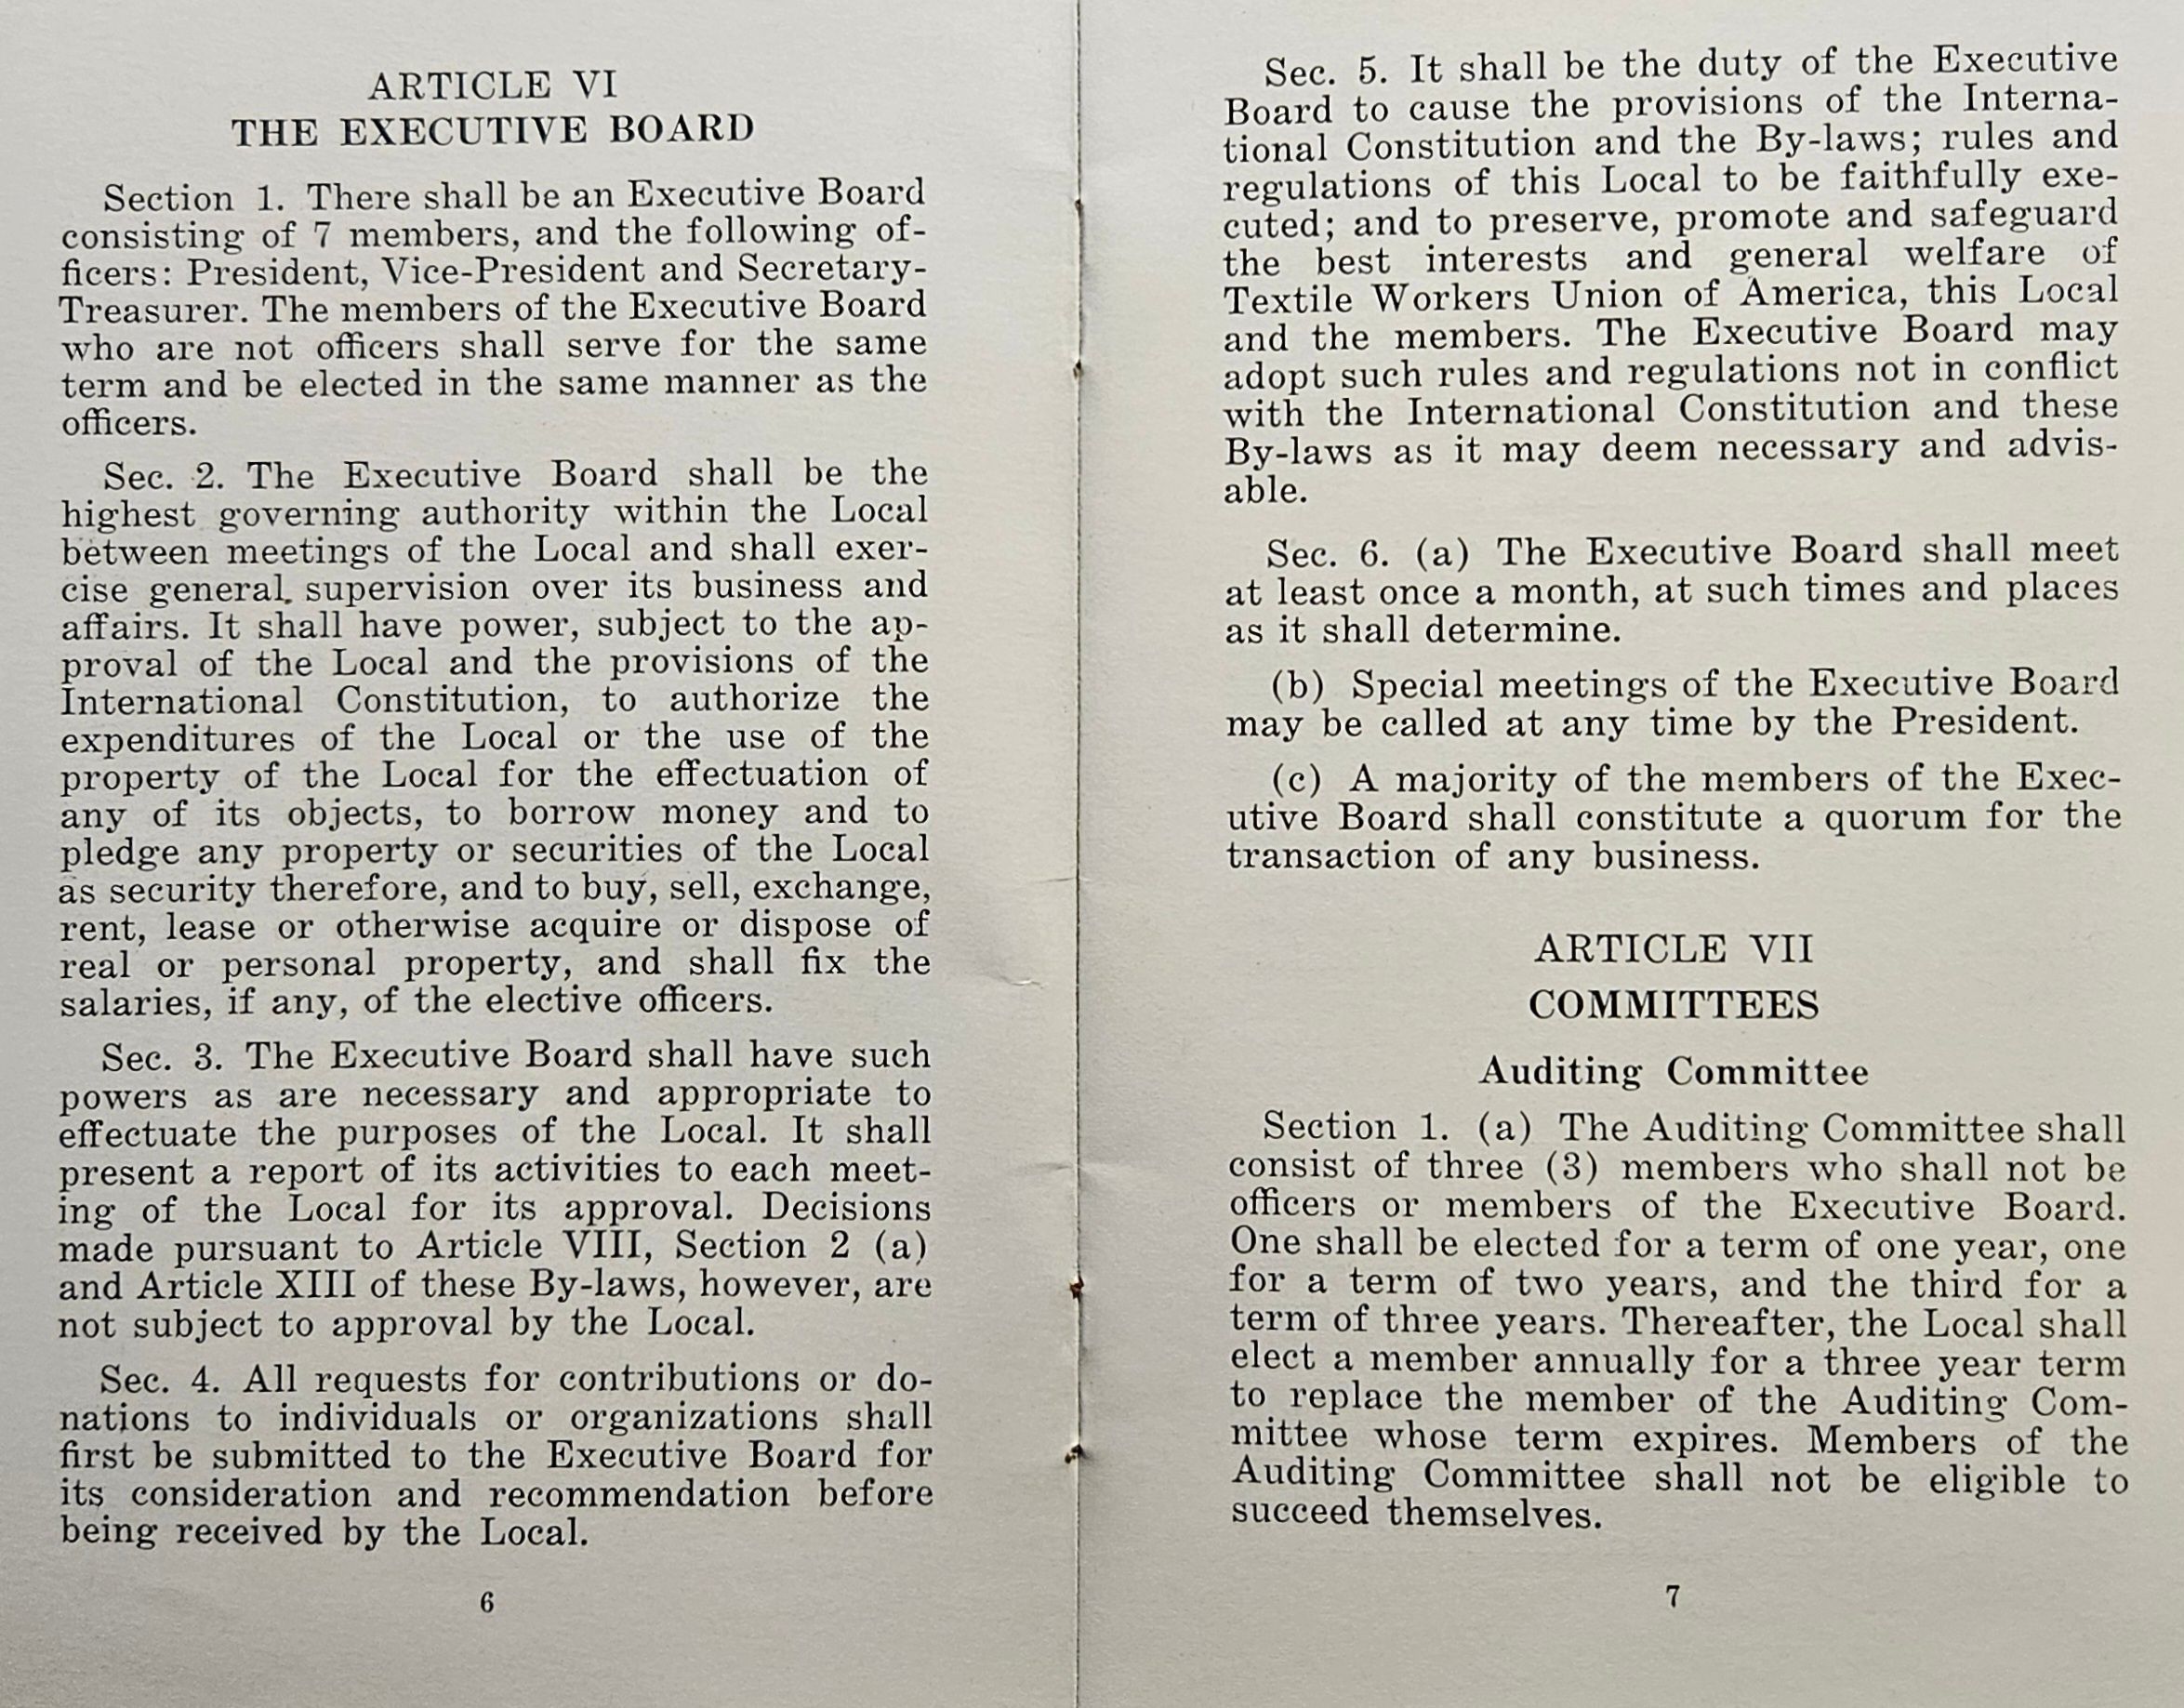 ARTICLE VI
THE EXECUTIVE BOARD
Section 1. There shall be an Executive Board
consisting of 7 members, and the following of-
ficers: President, Vice-President and Secretary-
Treasurer. The members of the Executive Board
who are not officers shall serve for the same
term and be elected in the same manner as the
officers.
Sec. 2. The Executive Board shall be the
highest governing authority within the Local
between meetings of the Local and shall exer-
cise general supervision over its business and
affairs. It shall have power, subject to the ap-
proval of the Local and the provisions of the
International Constitution, to authorize the
expenditures of the Local or the use of the
property of the Local for the effectuation of
any of its objects, to borrow money and to
pledge any property or securities of the Local
as security therefore, and to buy, sell, exchange,
rent, lease or otherwise acquire or dispose of
real or personal property, and shall fix the
salaries, if any, of the elective officers.
Sec. 3. The Executive Board shall have such
powers as are necessary and appropriate to
effectuate the purposes of the Local. It shall
present a report of its activities to each meet-
ing of the Local for its approval. Decisions
made pursuant to Article VIII, Section 2 (a)
and Article XIII of these By-laws, however, are
not subject to approval by the Local.
Sec. 4. All requests for contributions or do-
nations to individuals or organizations shall
first be submitted to the Executive Board for
its consideration and recommendation before
being received by the Local.
6
Sec. 5. It shall be the duty of the Executive
Board to cause the provisions of the Interna-
tional Constitution and the By-laws; rules and
regulations of this Local to be faithfully exe-
cuted; and to preserve, promote and safeguard
the best interests and general welfare of
Textile Workers Union of America, this Local
and the members. The Executive Board may
adopt such rules and regulations not in conflict
with the International Constitution and these
By-laws as it may deem necessary and advis-
able.
Sec. 6. (a) The Executive Board shall meet
at least once a month, at such times and places
as it shall determine.
(b) Special meetings of the Executive Board
may be called at any time by the President.
(c) A majority of the members of the Exec-
utive Board shall constitute a quorum for the
transaction of any business.
ARTICLE VII
COMMITTEES
Auditing Committee
Section 1. (a) The Auditing Committee shall
consist of three (3) members who shall not be
officers or members of the Executive Board.
One shall be elected for a term of one year, one
for a term of two years, and the third for a
term of three years. Thereafter, the Local shall
elect a member annually for a three year term
to replace the member of the Auditing Com-
mittee whose term expires. Members of the
Auditing Committee shall not be eligible to
succeed themselves.
7